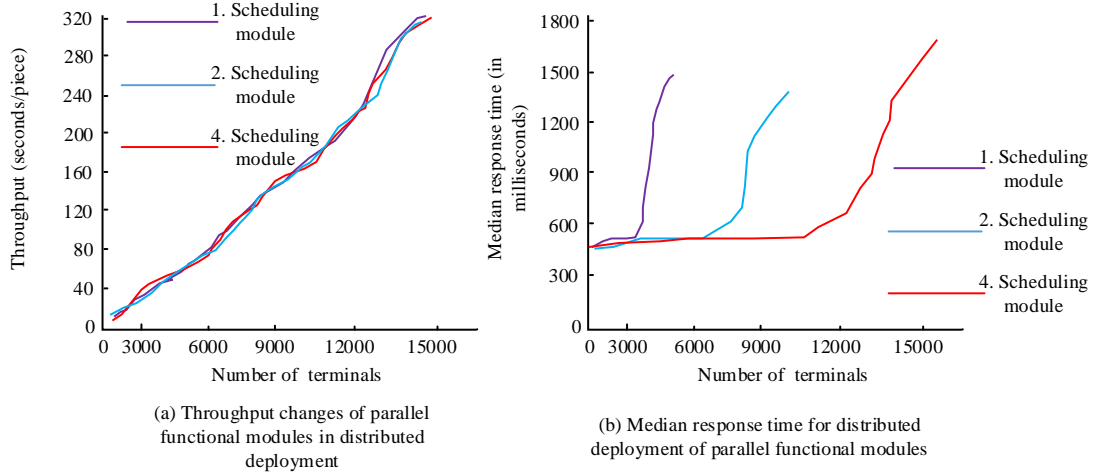 Throughput (seconds/piece)
320
280
240
200
160
120
80
40
0
0 3000 6000 9000 12000 15000
Number of terminals
1. Scheduling
module
2. Scheduling
module
4. Scheduling
module
(a) Throughput changes of parallel
functional modules in distributed
deployment
Median response time (in
milliseconds)
1800
1500
1200
900
600
300
0
0 3000 6000 9000 12000 15000
Number of terminals
1. Scheduling
module
2. Scheduling
module
4. Scheduling
module
(b) Median response time for distributed
deployment of parallel functional modules